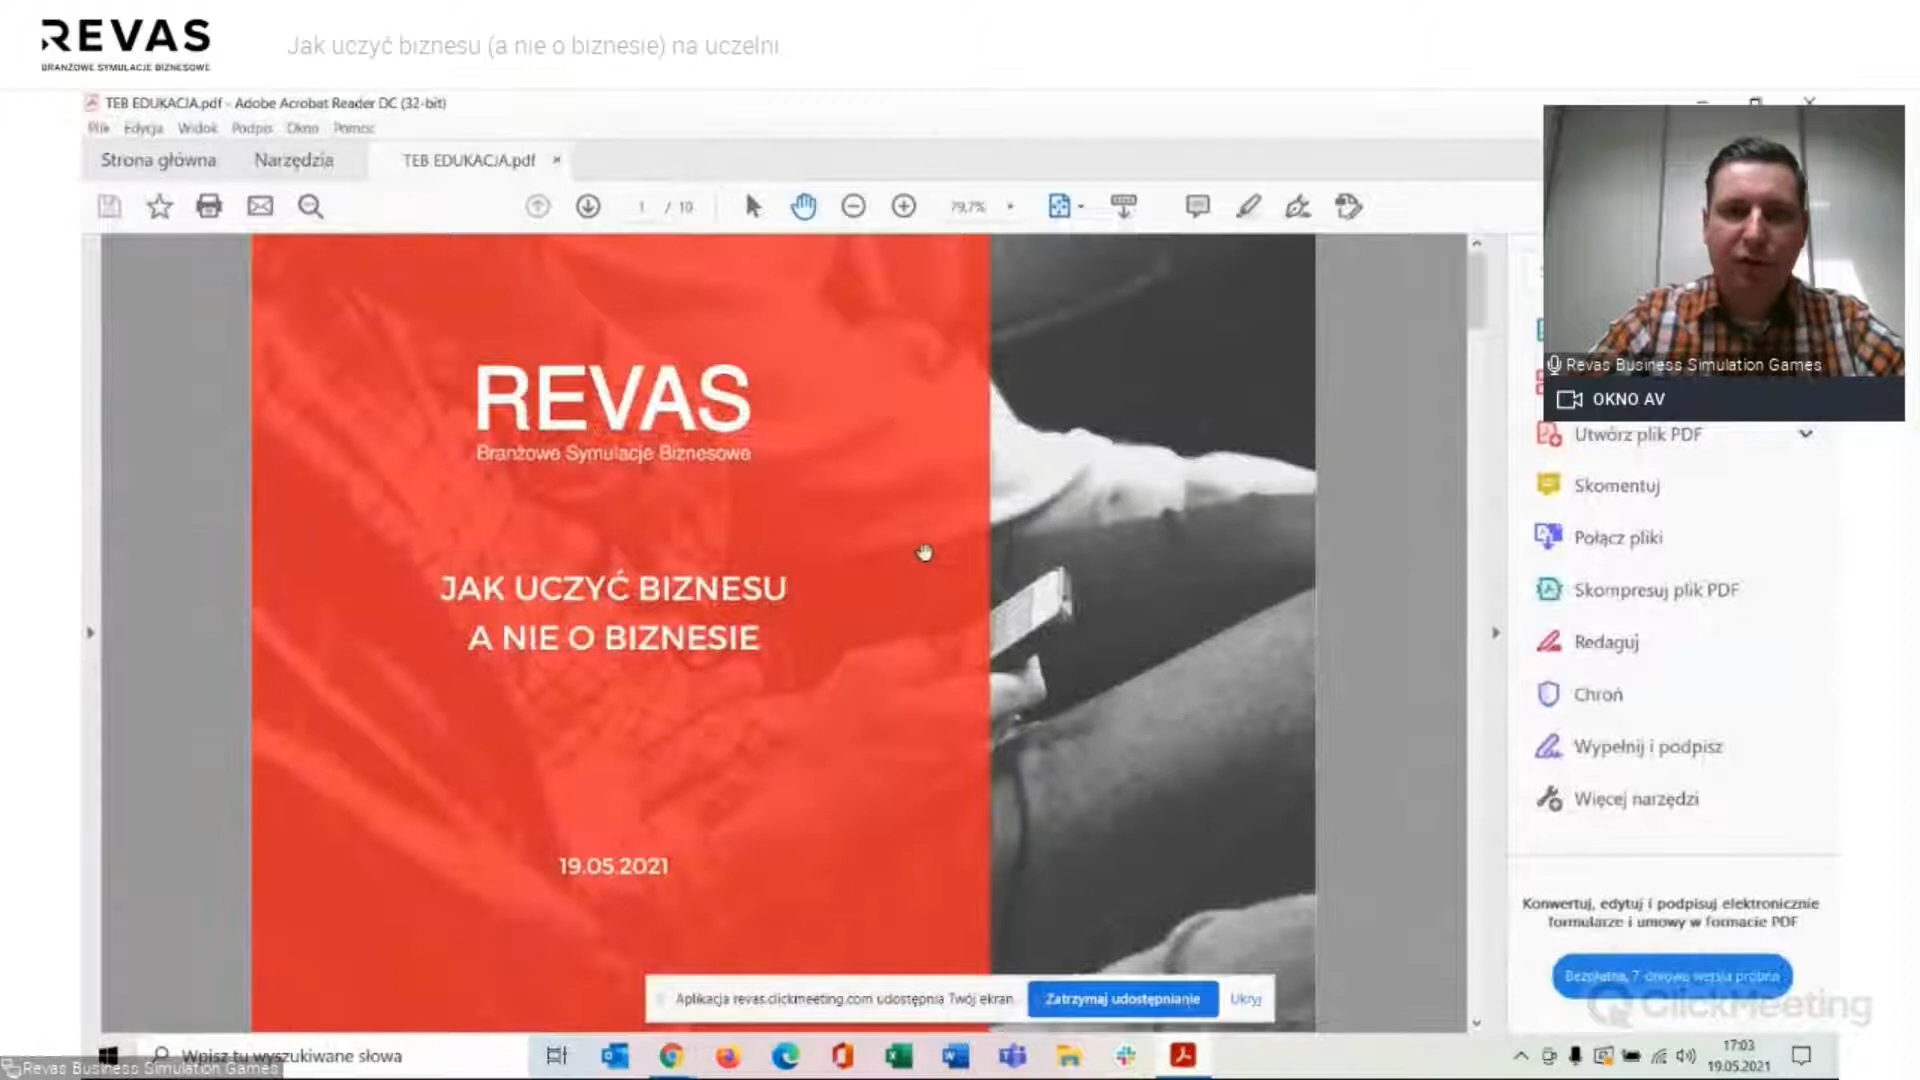 REVAS
BRANŻOWE SYMULACJE BIZNESOWE
Jak uczyć biznesu (a nie o biznesie) na uczelni
TEB EDUKACJA.pdf - Adobe Acrobat Reader DC (32-bit)
Plik Edycja Widok Podpis Okno Pomoc
Strona główna Narzędzia TEB EDUKACJA.pdf ×
1 / 10 79,7%
REVAS
Branżowe Symulacje Biznesowe
JAK UCZYĆ BIZNESU
A NIE O BIZNESIE
19.05.2021
Revas Business Simulation Games
OKNO AV
Utwórz plik PDF
Skomentuj
Połącz pliki
Skompresuj plik PDF
Redaguj
Chroń
Wypełnij i podpisz
Więcej narzędzi
Konwertuj, edytuj i podpisuj elektronicznie
formularze i umowy w formacie PDF
Bezpłatna, 7-dniowa wersja próbna
ClickMeeting
Aplikacja revas.clickmeeting.com udostępnia Twój ekran. Zatrzymaj udostępnianie Ukryj
Wpisz tu wyszukiwane słowa
Revas Business Simulation Games
17:03
19.05.2021